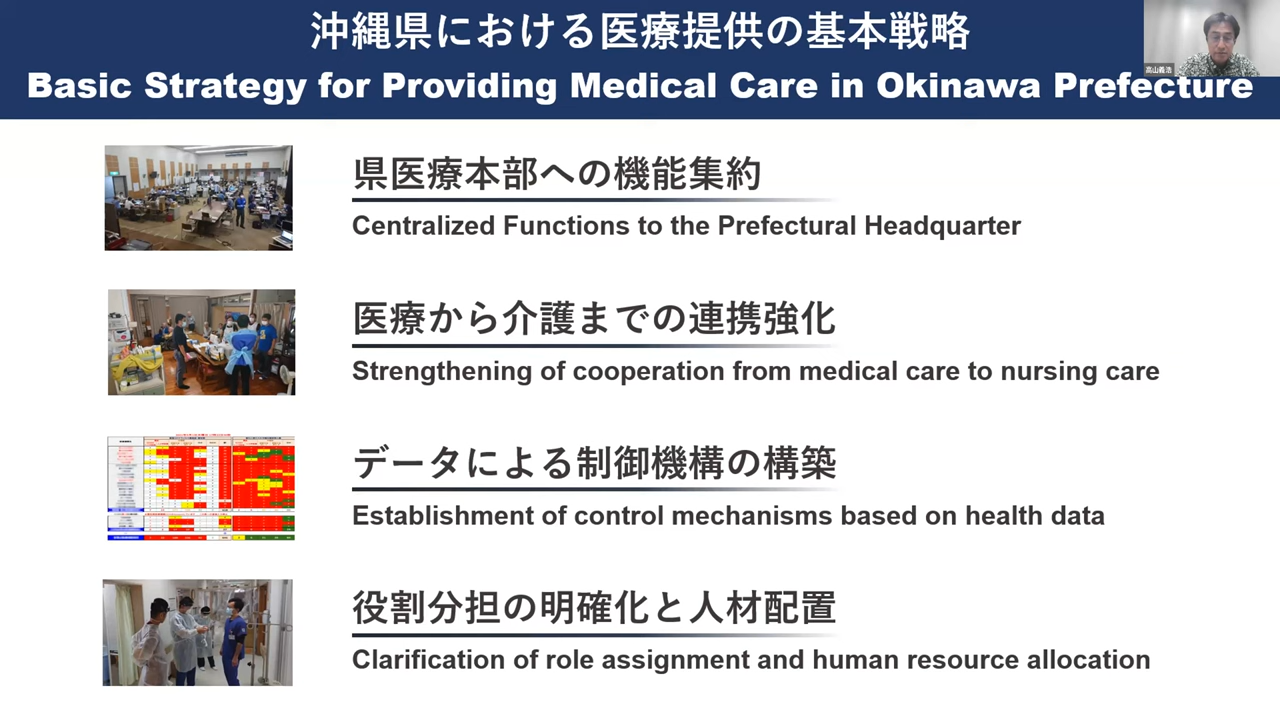 沖縄県における医療提供の基本戦略
Basic Strategy for Providing Medical Care in Okinawa Prefecture
高山義浩
県医療本部への機能集約
Centralized Functions to the Prefectural Headquarter
医療から介護までの連携強化
Strengthening of cooperation from medical care to nursing care
データによる制御機構の構築
Establishment of control mechanisms based on health data
役割分担の明確化と人材配置
Clarification of role assignment and human resource allocation